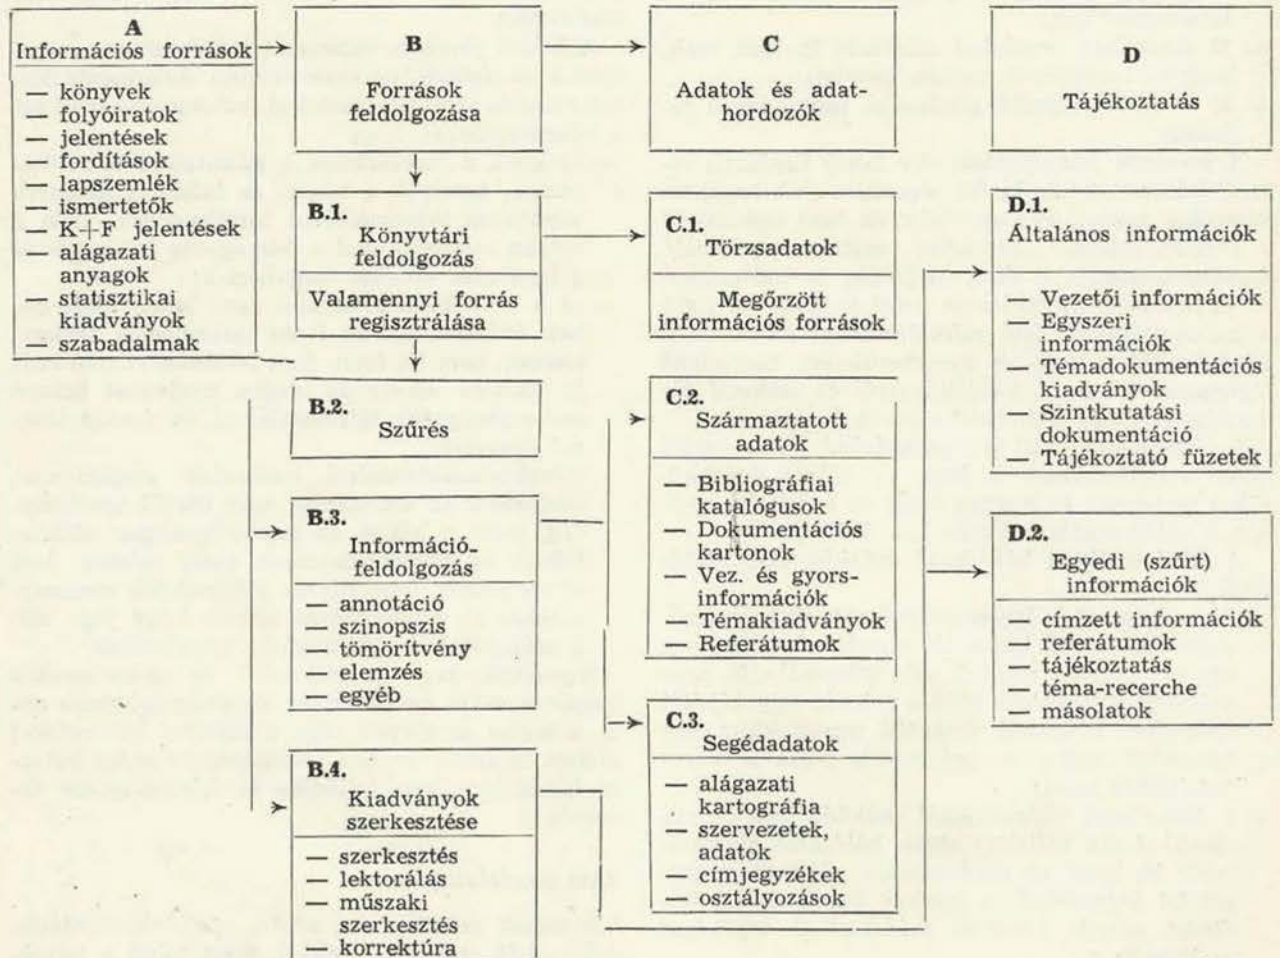 A
Információs források
— könyvek
— folyóiratok
— jelentések
— fordítások
— lapszemlék
— ismertetők
— K+F jelentések
— alágazati
anyagok
— statisztikai
kiadványok
— szabadalmak
B
Források
feldolgozása
B.1.
Könyvtári
feldolgozás
Valamennyi forrás
regisztrálása
B.2.
Szűrés
B.3.
Információ-
feldolgozás
— annotáció
— szinopszis
— tömörítvény
— elemzés
— egyéb
B.4.
Kiadványok
szerkesztése
— szerkesztés
— lektorálás
— műszaki
szerkesztés
— korrektúra
C
Adatok és adat-
hordozók
C.1.
Törzsadatok
Megőrzött
információs források
C.2.
Származtatott
adatok
— Bibliográfiai
katalógusok
— Dokumentációs
kartonok
— Vez. és gyors-
információk
— Témakiadványok
— Referátumok
C.3.
Segédadatok
— alágazati
kartográfia
— szervezetek,
adatok
— címjegyzékek
— osztályozások
D
Tájékoztatás
D.1.
Általános információk
— Vezetői információk
— Egyszeri
információk
— Témadokumentációs
kiadványok
— Szintkutatási
dokumentáció
— Tájékoztató füzetek
D.2.
Egyedi (szűrt)
információk
— címzett információk
— referátumok
— tájékoztatás
— téma-recerche
— másolatok